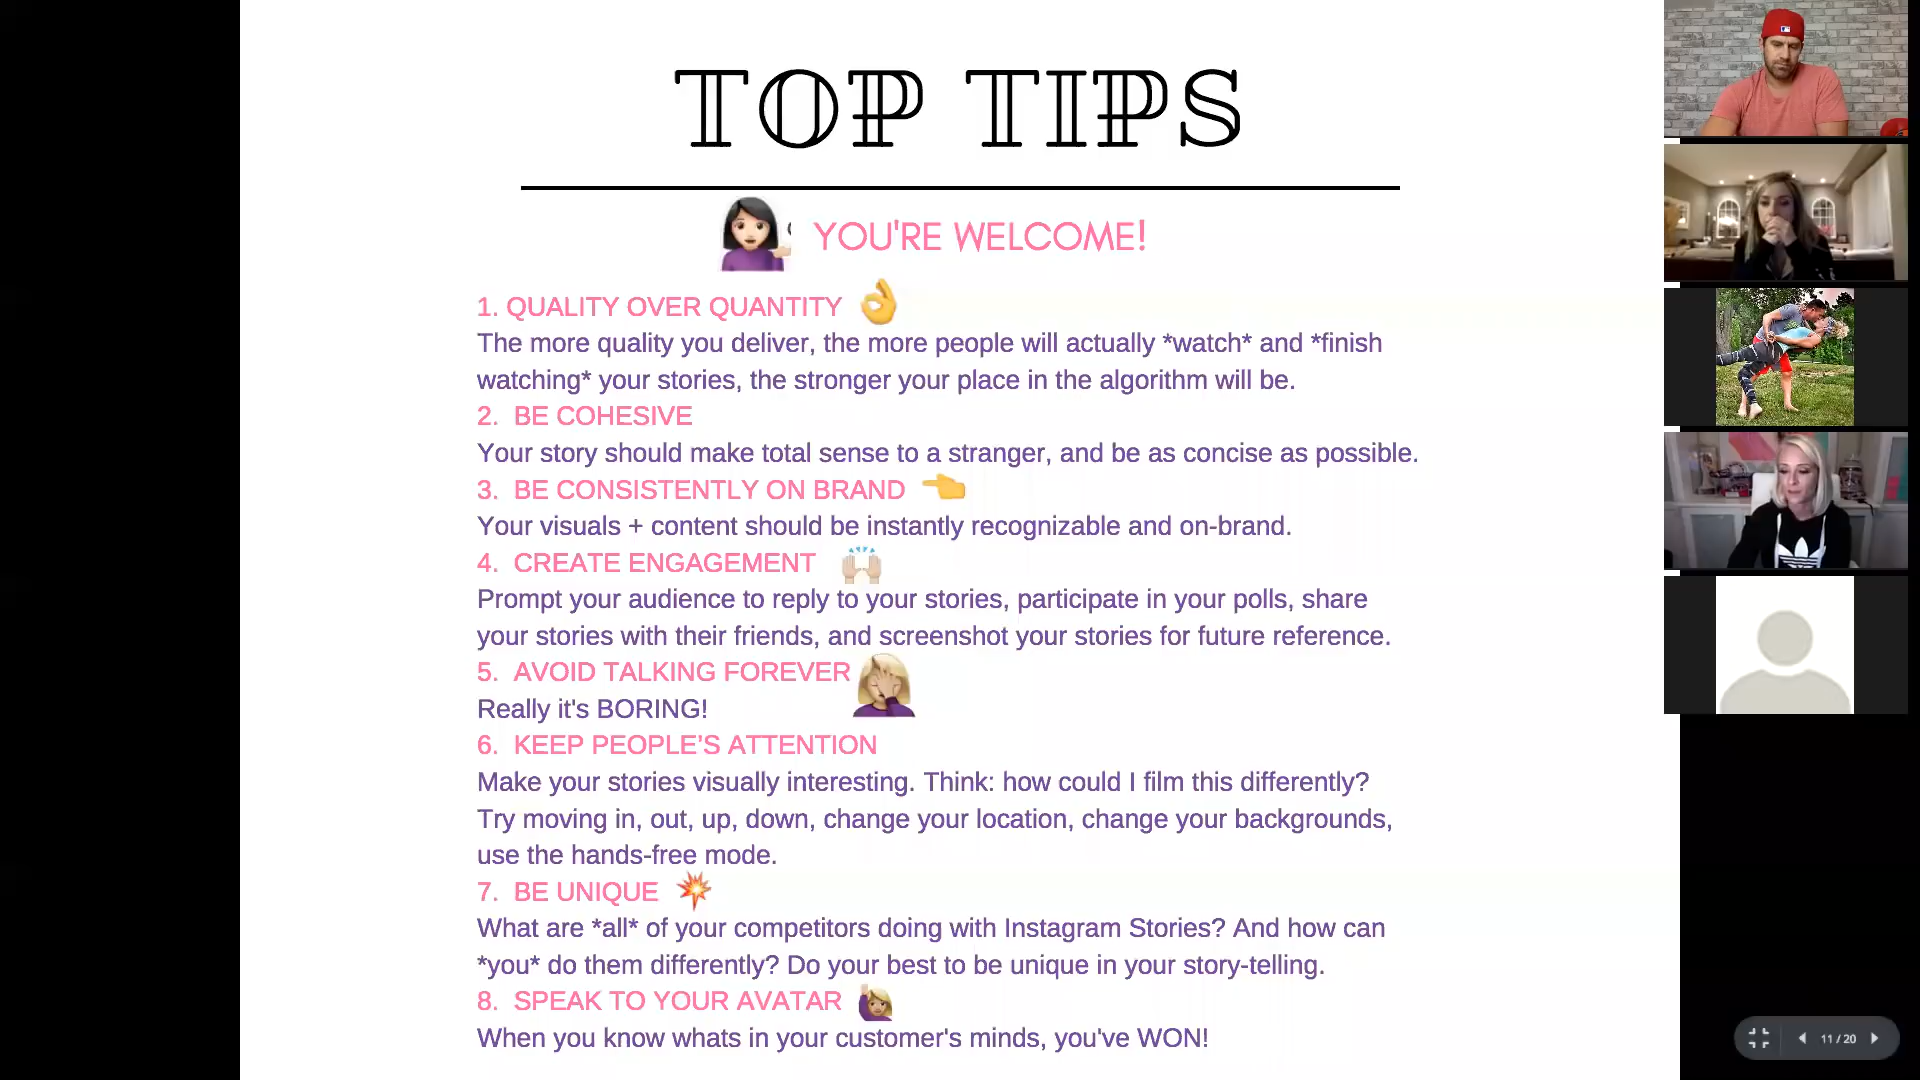 TOP TIPS
YOU'RE WELCOME!
1. QUALITY OVER QUANTITY
The more quality you deliver, the more people will actually *watch* and *finish
watching* your stories, the stronger your place in the algorithm will be.
2. BE COHESIVE
Your story should make total sense to a stranger, and be as concise as possible.
3. BE CONSISTENTLY ON BRAND
Your visuals + content should be instantly recognizable and on-brand.
4. CREATE ENGAGEMENT
Prompt your audience to reply to your stories, participate in your polls, share
your stories with their friends, and screenshot your stories for future reference.
5. AVOID TALKING FOREVER
Really it's BORING!
6. KEEP PEOPLE'S ATTENTION
Make your stories visually interesting. Think: how could I film this differently?
Try moving in, out, up, down, change your location, change your backgrounds,
use the hands-free mode.
7. BE UNIQUE
What are *all* of your competitors doing with Instagram Stories? And how can
*you* do them differently? Do your best to be unique in your story-telling.
8. SPEAK TO YOUR AVATAR
When you know whats in your customer's minds, you've WON!
11 / 20